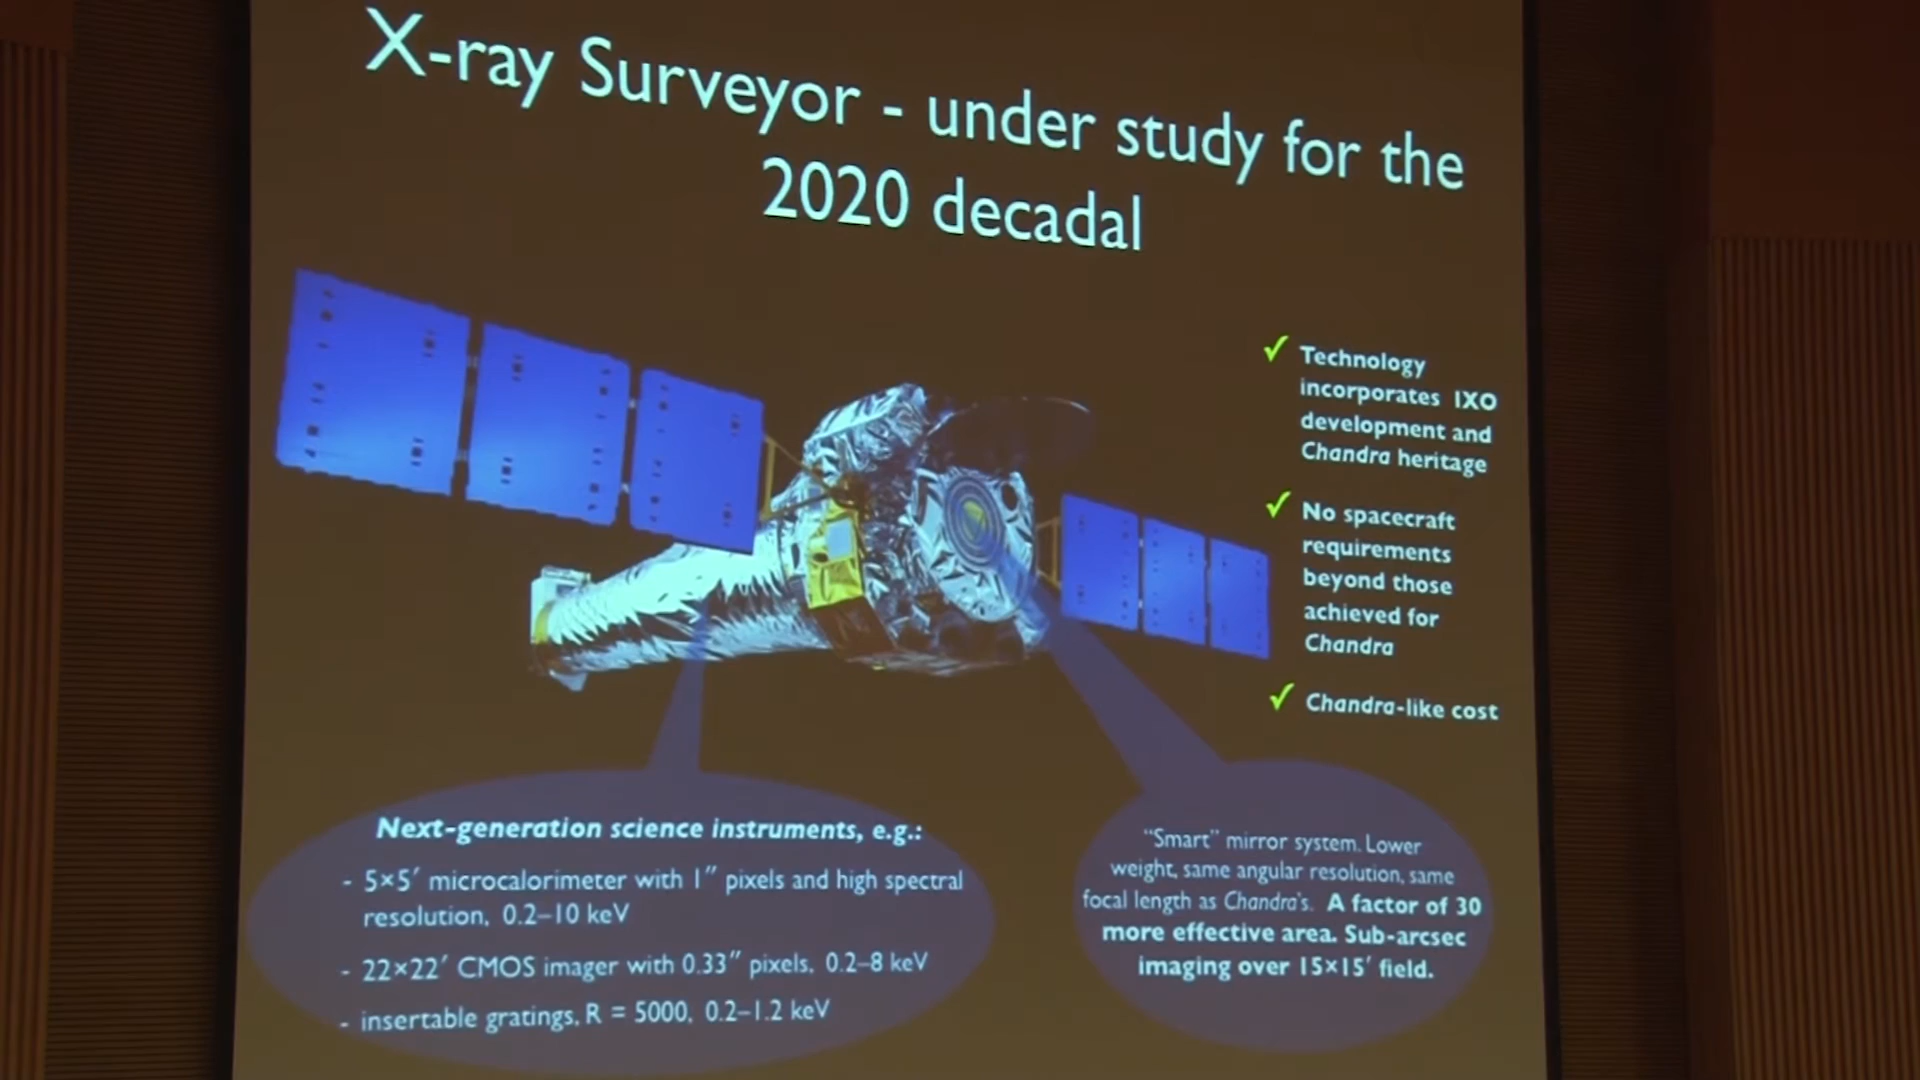 X-ray Surveyor - under study for the
2020 decadal
✓ Technology
incorporates IXO
development and
Chandra heritage
✓ No spacecraft
requirements
beyond those
achieved for
Chandra
✓ Chandra-like cost
Next-generation science instruments, e.g.:
- 5×5′ microcalorimeter with 1″ pixels and high spectral
resolution, 0.2–10 keV
- 22×22′ CMOS imager with 0.33″ pixels, 0.2–8 keV
- insertable gratings, R = 5000, 0.2–1.2 keV
“Smart” mirror system. Lower
weight, same angular resolution, same
focal length as Chandra's. A factor of 30
more effective area. Sub-arcsec
imaging over 15×15′ field.